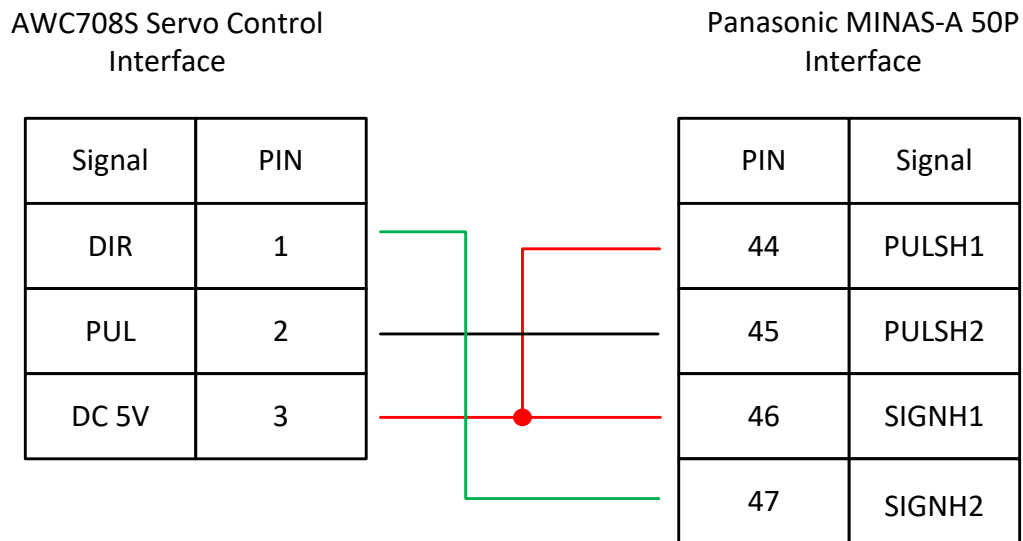 AWC708S Servo Control
Interface
Panasonic MINAS-A 50P
Interface
Signal PIN
DIR 1
PUL 2
DC 5V 3
PIN Signal
44 PULSH1
45 PULSH2
46 SIGNH1
47 SIGNH2